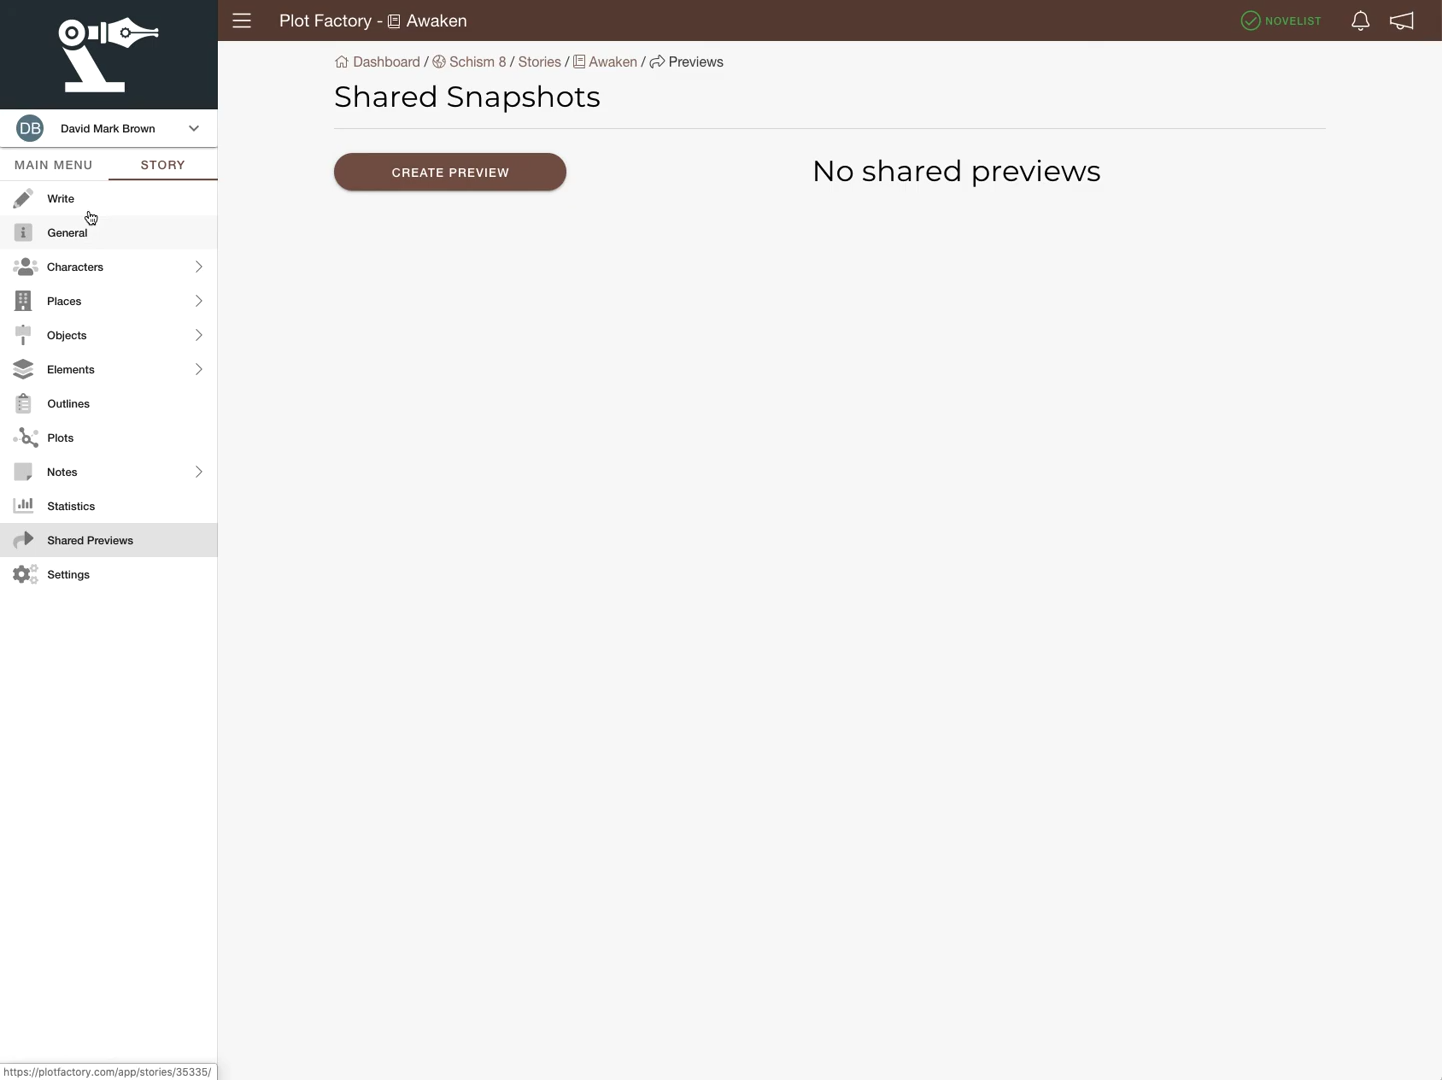 Plot Factory - Awaken
NOVELIST
DB David Mark Brown
MAIN MENU STORY
Write
General
Characters
Places
Objects
Elements
Outlines
Plots
Notes
Statistics
Shared Previews
Settings
Dashboard / Schism 8 / Stories / Awaken / Previews
Shared Snapshots
CREATE PREVIEW
No shared previews
https://plotfactory.com/app/stories/35335/